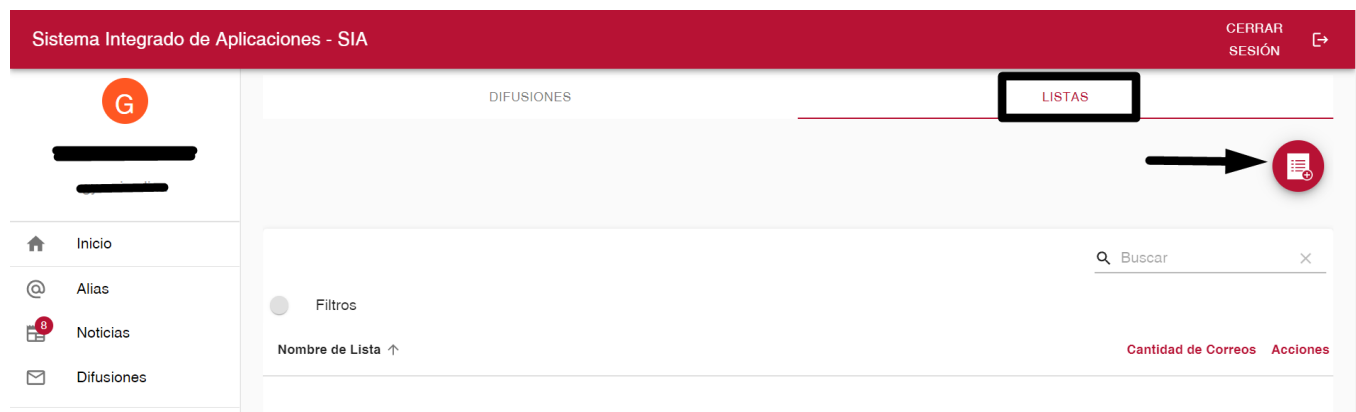 Sistema Integrado de Aplicaciones - SIA
CERRAR
SESIÓN
G
DIFUSIONES
LISTAS
Inicio
Alias
8
Noticias
Difusiones
Buscar
Filtros
Nombre de Lista
Cantidad de Correos
Acciones